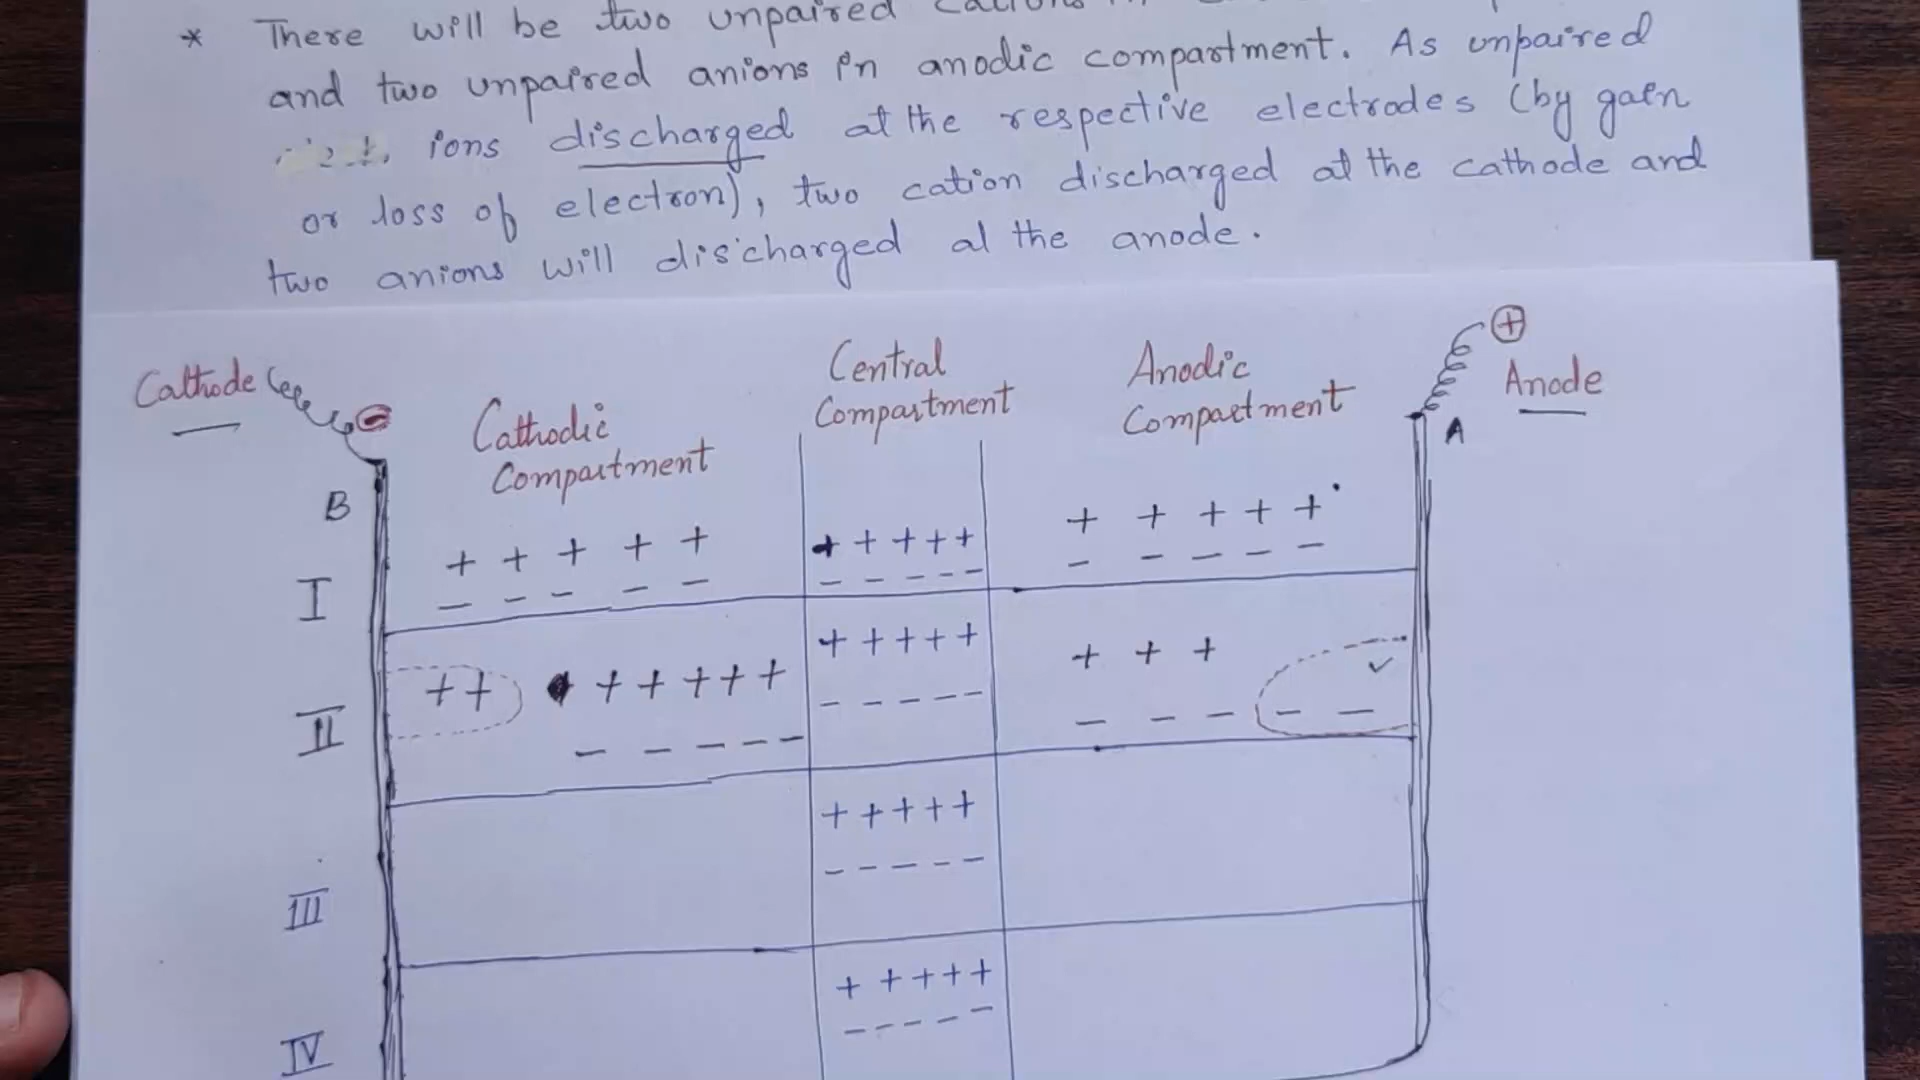 * There will be two unpaired cations in
and two unpaired anions in anodic compartment. As unpaired
ions discharged at the respective electrodes (by gain
or loss of electron), two cation discharged at the cathode and
two anions will discharged at the anode.
Cathode
-
Cathodic
Compartment
Central
Compartment
Anodic
Compartment
+
Anode
A
B
I
+ + + + +
- - - - -
+ + + + +
- - - - -
+ + + + +
- - - - -
II
++ + + + + +
- - - - -
+ + + + +
- - - - -
+ + +
- - - - -
✓
III
+ + + + +
- - - - -
IV
+ + + + +
- - - - -